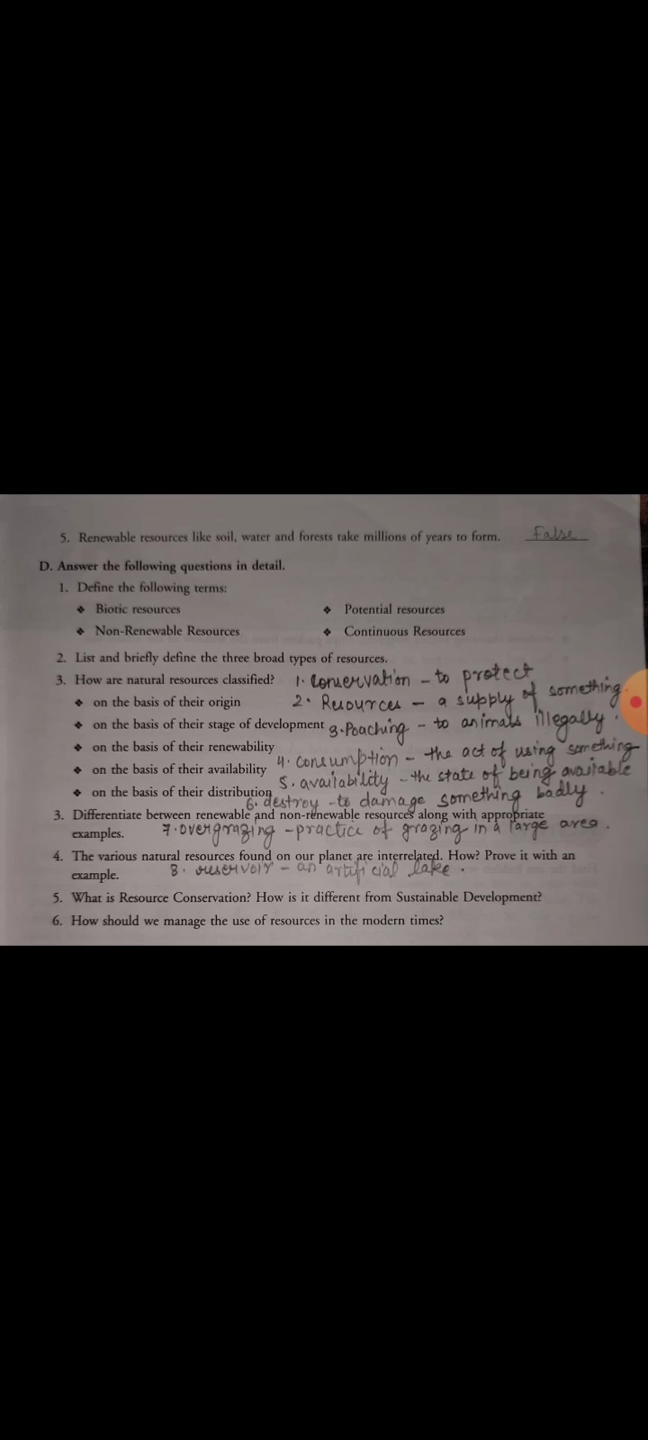 5. Renewable resources like soil, water and forests take millions of years to form. False
D. Answer the following questions in detail.
1. Define the following terms:
❖ Biotic resources ❖ Potential resources
❖ Non-Renewable Resources ❖ Continuous Resources
2. List and briefly define the three broad types of resources.
3. How are natural resources classified? 1. Conservation - to protect
❖ on the basis of their origin 2. Resources - a supply of something.
❖ on the basis of their stage of development 3. Poaching - to animals illegally.
❖ on the basis of their renewability 4. consumption - the act of using something
❖ on the basis of their availability 5. availability - the state of being available
❖ on the basis of their distribution 6. destroy - to damage something badly.
3. Differentiate between renewable and non-renewable resources along with appropriate
examples. 7. overgrazing - practice of grazing in a large area.
4. The various natural resources found on our planet are interrelated. How? Prove it with an
example. 8. reservoir - an artificial lake.
5. What is Resource Conservation? How is it different from Sustainable Development?
6. How should we manage the use of resources in the modern times?